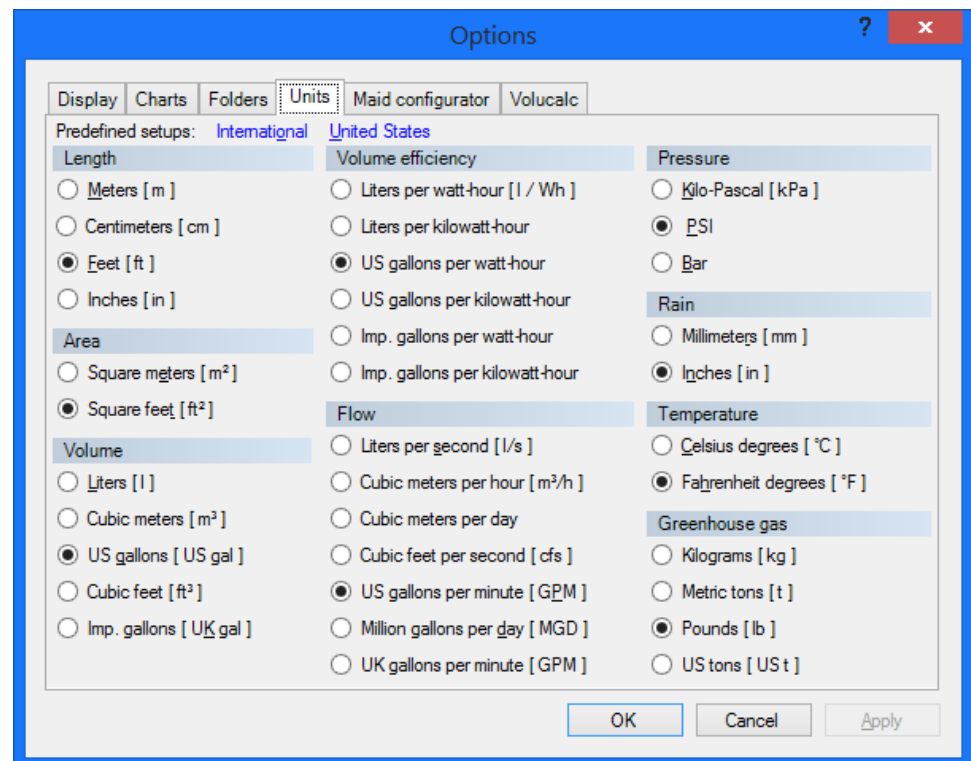 Options
?
x
Display Charts Folders Units Maid configurator Volucalc
Predefined setups: International United States
Length
Meters [ m ]
Centimeters [ cm ]
Feet [ ft ]
Inches [ in ]
Area
Square meters [ m² ]
Square feet [ ft² ]
Volume
Liters [ l ]
Cubic meters [ m³ ]
US gallons [ US gal ]
Cubic feet [ ft³ ]
Imp. gallons [ UK gal ]
Volume efficiency
Liters per watt-hour [ l / Wh ]
Liters per kilowatt-hour
US gallons per watt-hour
US gallons per kilowatt-hour
Imp. gallons per watt-hour
Imp. gallons per kilowatt-hour
Flow
Liters per second [ l/s ]
Cubic meters per hour [ m³/h ]
Cubic meters per day
Cubic feet per second [ cfs ]
US gallons per minute [ GPM ]
Million gallons per day [ MGD ]
UK gallons per minute [ GPM ]
Pressure
Kilo-Pascal [ kPa ]
PSI
Bar
Rain
Millimeters [ mm ]
Inches [ in ]
Temperature
Celsius degrees [ °C ]
Fahrenheit degrees [ °F ]
Greenhouse gas
Kilograms [ kg ]
Metric tons [ t ]
Pounds [ lb ]
US tons [ US t ]
OK Cancel Apply